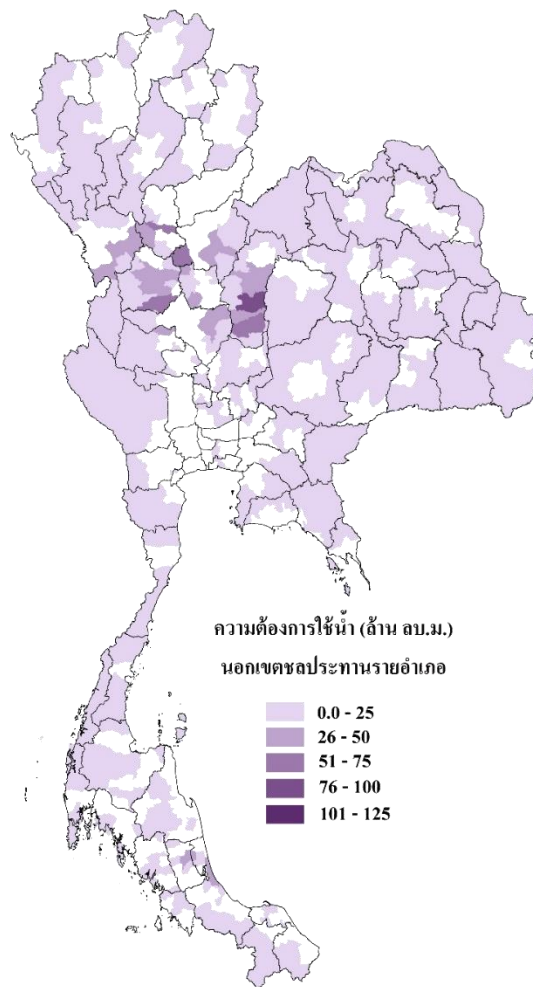 ความต้องการใช้น้ำ (ล้าน ลบ.ม.)
นอกเขตชลประทานรายอำเภอ
0.0 - 25
26 - 50
51 - 75
76 - 100
101 - 125